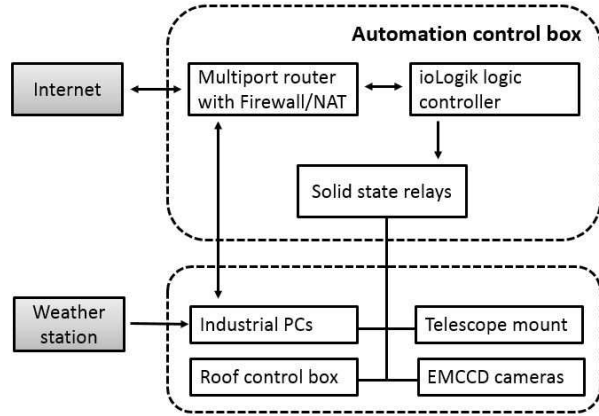 Automation control box
Internet
Multiport router
with Firewall/NAT
ioLogik logic
controller
Solid state relays
Weather
station
Industrial PCs
Telescope mount
Roof control box
EMCCD cameras